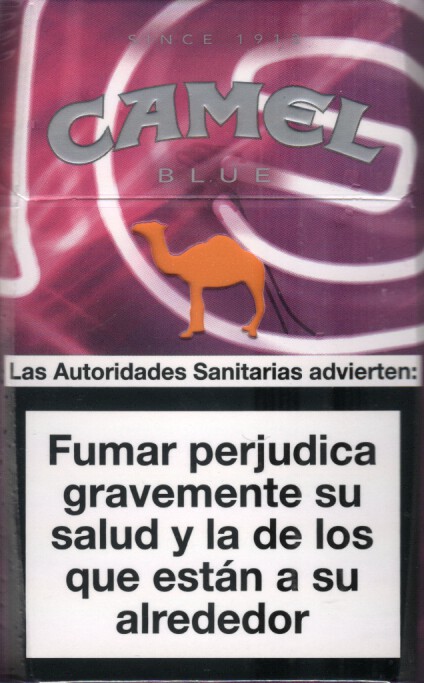 SINCE 1913
CAMEL
BLUE
Las Autoridades Sanitarias advierten:
Fumar perjudica
gravemente su
salud y la de los
que están a su
alrededor